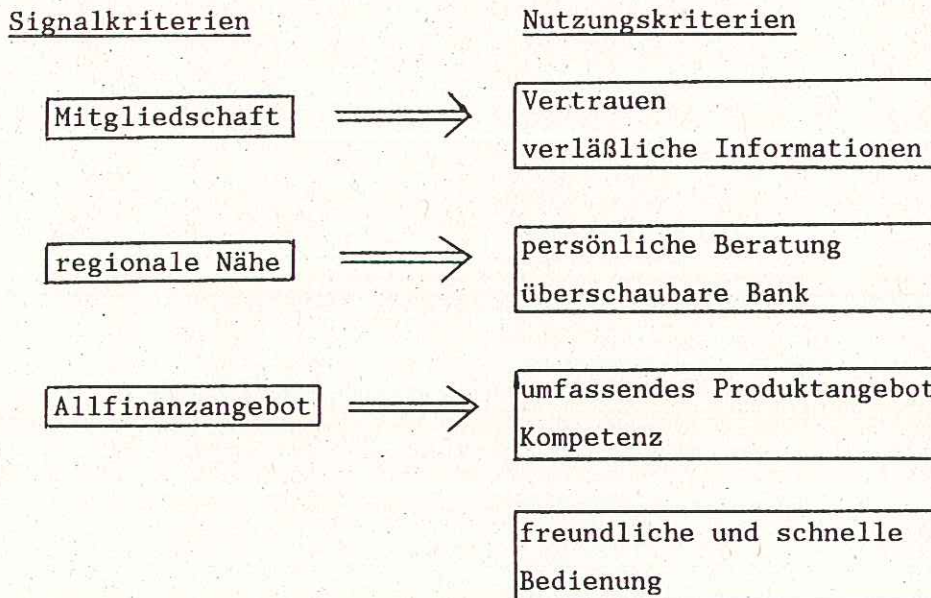 Signalkriterien
Nutzungskriterien
Mitgliedschaft
Vertrauen
verläßliche Informationen
regionale Nähe
persönliche Beratung
überschaubare Bank
Allfinanzangebot
umfassendes Produktangebot
Kompetenz
freundliche und schnelle
Bedienung